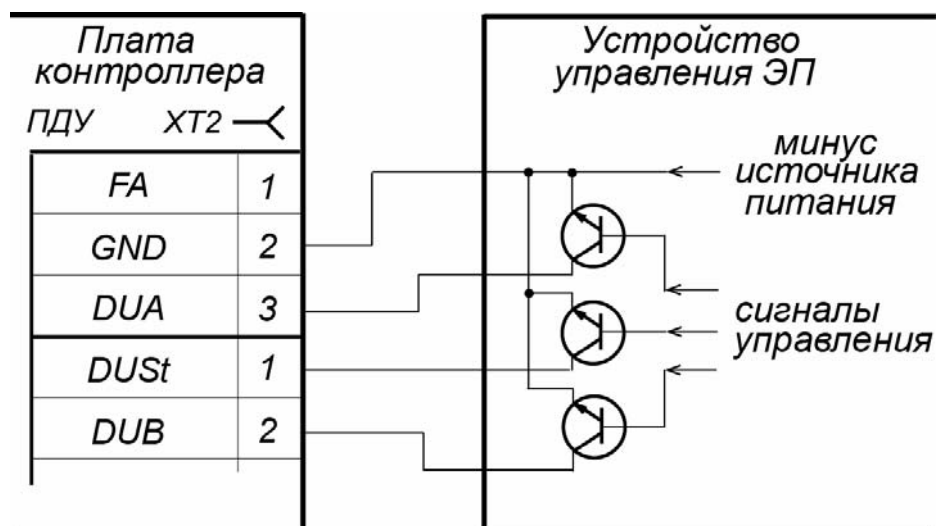 Плата
контроллера
ПДУ XT2
FA 1
GND 2
DUA 3
DUSt 1
DUB 2
Устройство
управления ЭП
минус
источника
питания
сигналы
управления